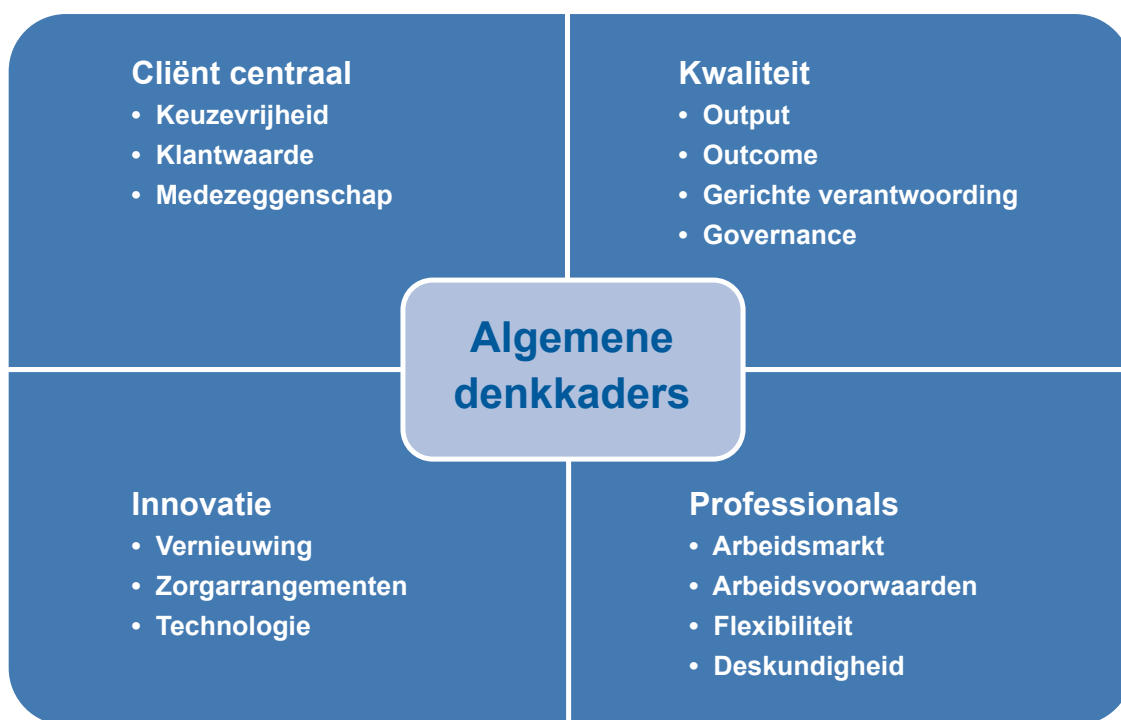 Cliënt centraal
• Keuzevrijheid
• Klantwaarde
• Medezeggenschap
Kwaliteit
• Output
• Outcome
• Gerichte verantwoording
• Governance
Algemene
denkkaders
Innovatie
• Vernieuwing
• Zorgarrangementen
• Technologie
Professionals
• Arbeidsmarkt
• Arbeidsvoorwaarden
• Flexibiliteit
• Deskundigheid